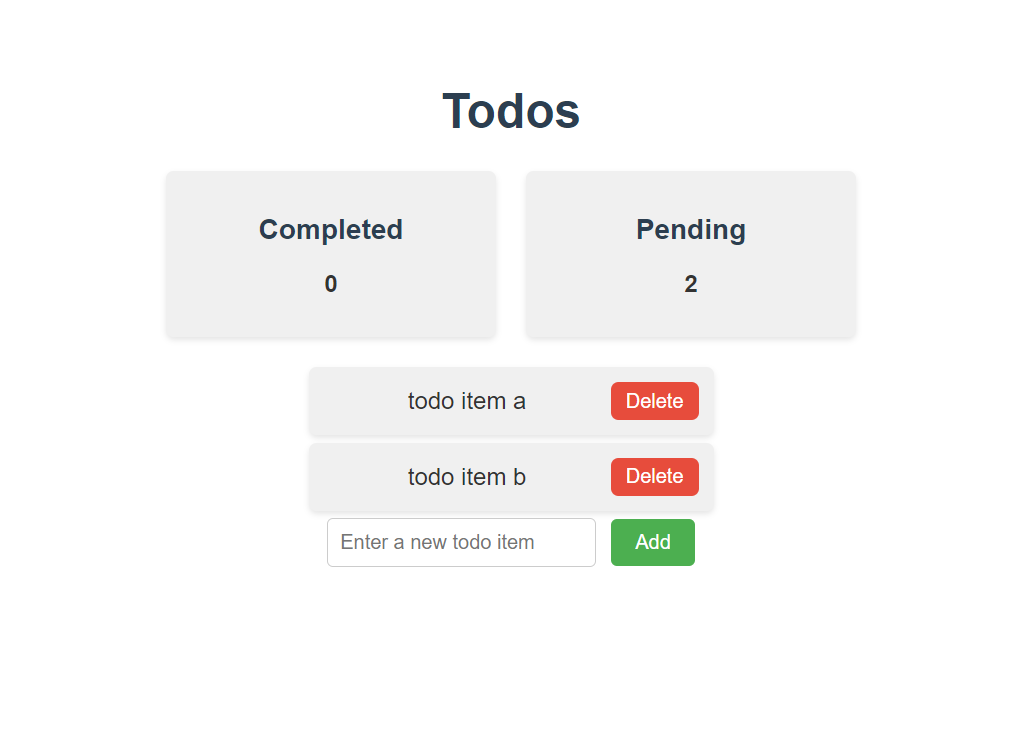 Todos
Completed
0
Pending
2
todo item a
Delete
todo item b
Delete
Enter a new todo item
Add